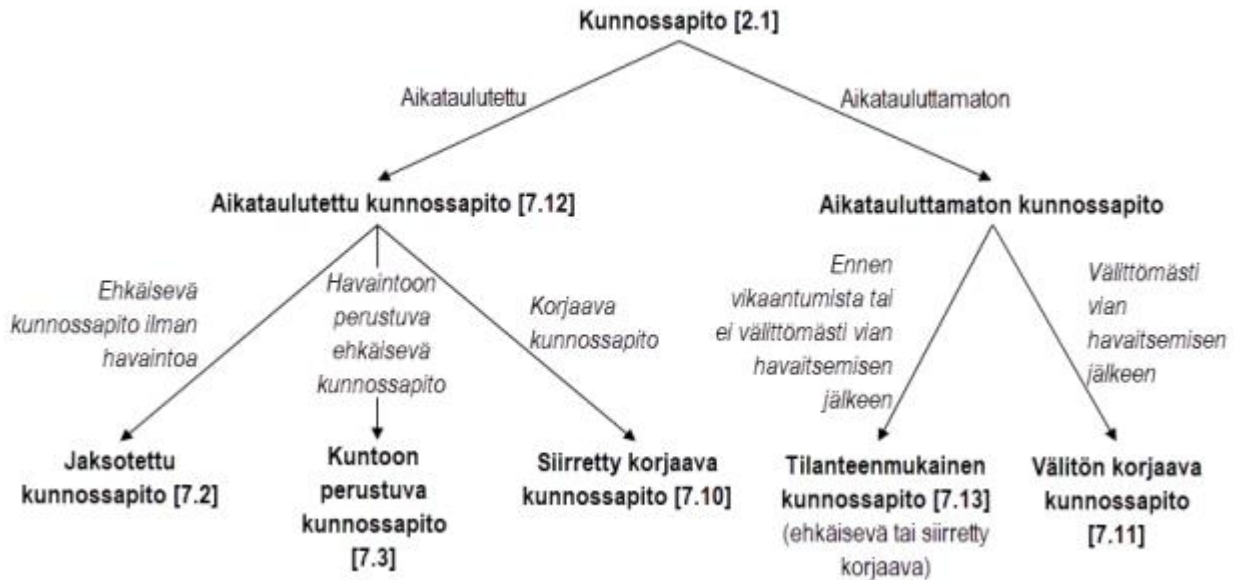 Kunnossapito [2.1]
Aikataulutettu
Aikatauluttamaton
Aikataulutettu kunnossapito [7.12]
Aikatauluttamaton kunnossapito
Ehkäisevä
kunnossapito ilman
havaintoa
Havaintoon
perustuva
ehkäisevä
kunnossapito
Korjaava
kunnossapito
Ennen
vikaantumista tai
ei välittömästi vian
havaitsemisen
jälkeen
Välittömästi
vian
havaitsemisen
jälkeen
Jaksotettu
kunnossapito [7.2]
Kuntoon
perustuva
kunnossapito
[7.3]
Siirretty korjaava
kunnossapito [7.10]
Tilanteenmukainen
kunnossapito [7.13]
(ehkäisevä tai siirretty
korjaava)
Välitön korjaava
kunnossapito
[7.11]